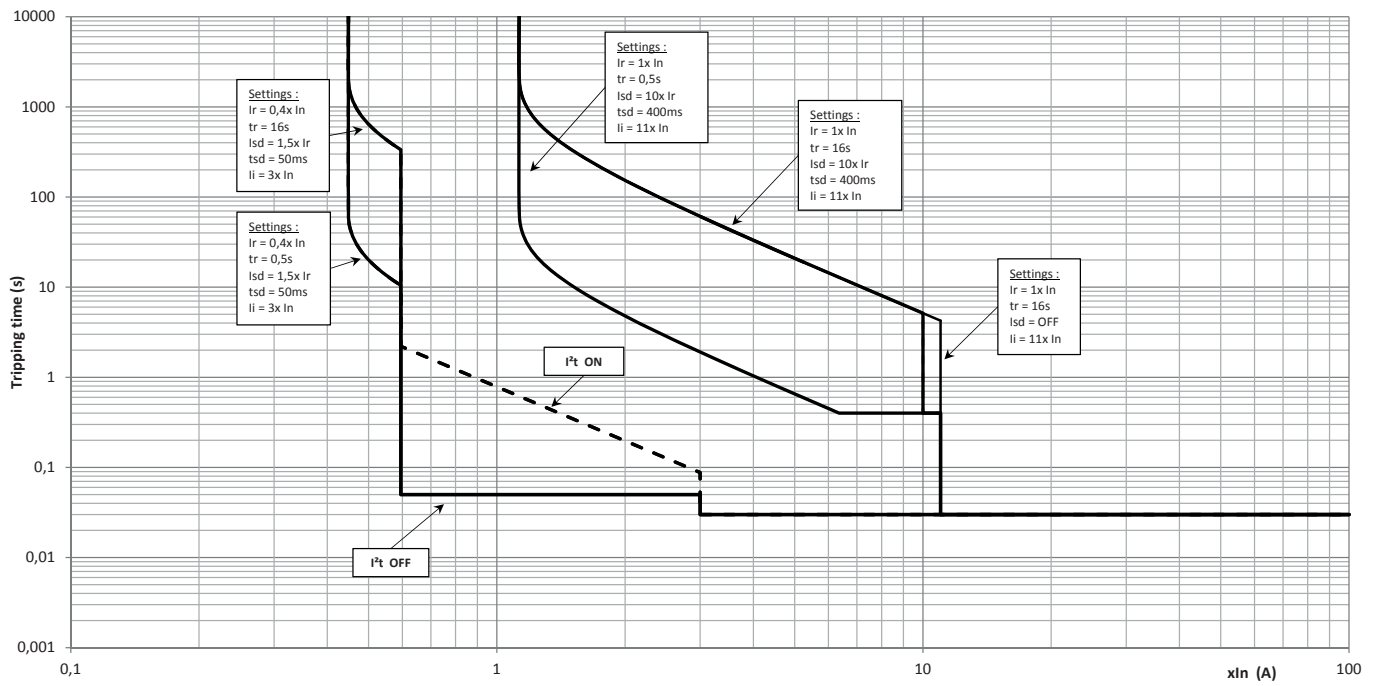 10000
1000
100
10
1
0,1
0,01
0,001
Tripping time (s)
Settings :
Ir = 0,4x In
tr = 16s
Isd = 1,5x Ir
tsd = 50ms
Ii = 3x In
Settings :
Ir = 0,4x In
tr = 0,5s
Isd = 1,5x Ir
tsd = 50ms
Ii = 3x In
Settings :
Ir = 1x In
tr = 0,5s
Isd = 10x Ir
tsd = 400ms
Ii = 11x In
Settings :
Ir = 1x In
tr = 16s
Isd = 10x Ir
tsd = 400ms
Ii = 11x In
Settings :
Ir = 1x In
tr = 16s
Isd = OFF
Ii = 11x In
I²t ON
I²t OFF
0,1
1
10
100
xIn (A)